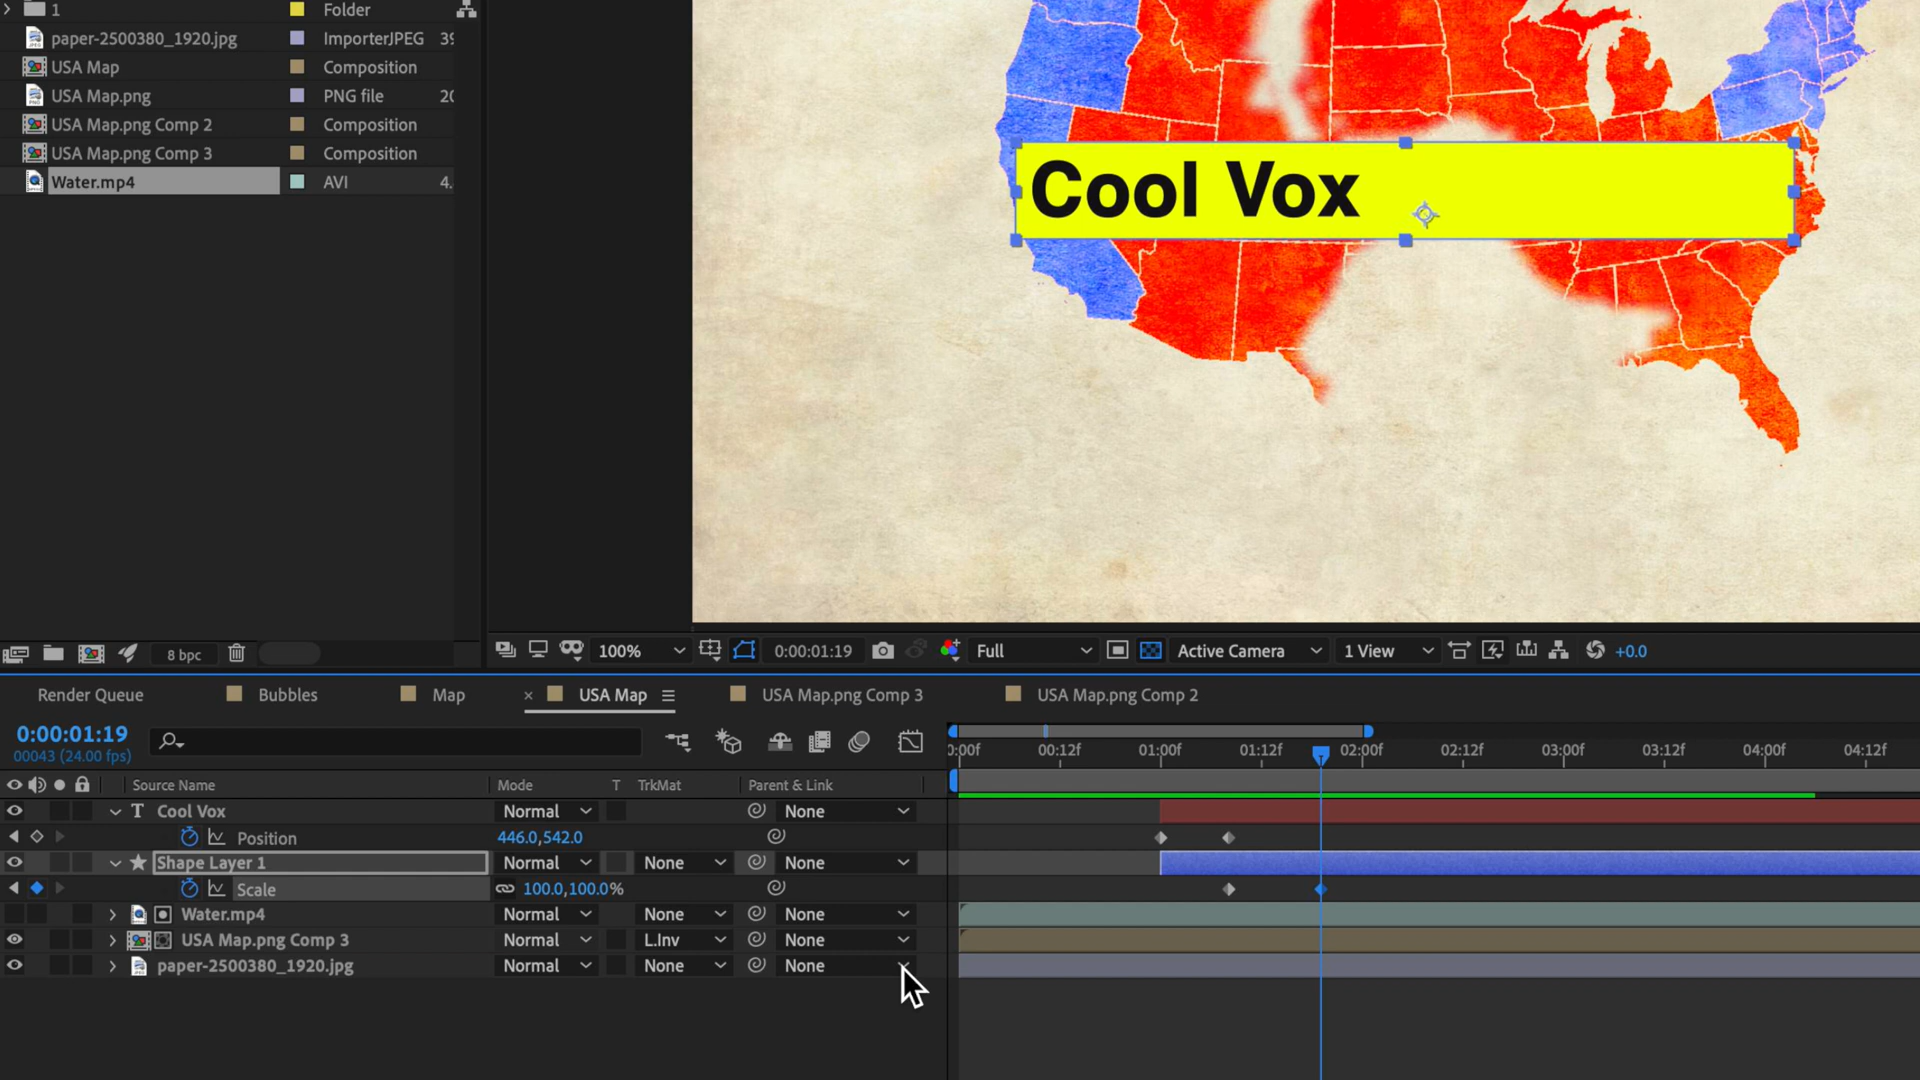 1 Folder
paper-2500380_1920.jpg ImporterJPEG 39
USA Map Composition
USA Map.png PNG file 20
USA Map.png Comp 2 Composition
USA Map.png Comp 3 Composition
Water.mp4 AVI 4.
Cool Vox
8 bpc
100% 0:00:01:19 Full Active Camera 1 View +0.0
Render Queue Bubbles Map × USA Map USA Map.png Comp 3 USA Map.png Comp 2
0:00:01:19
00043 (24.00 fps)
0:00f 00:12f 01:00f 01:12f 02:00f 02:12f 03:00f 03:12f 04:00f 04:12f
Source Name Mode T TrkMat Parent & Link
T Cool Vox Normal None
Position 446.0,542.0
Shape Layer 1 Normal None None
Scale 100.0,100.0%
Water.mp4 Normal None None
USA Map.png Comp 3 Normal L.Inv None
paper-2500380_1920.jpg Normal None None